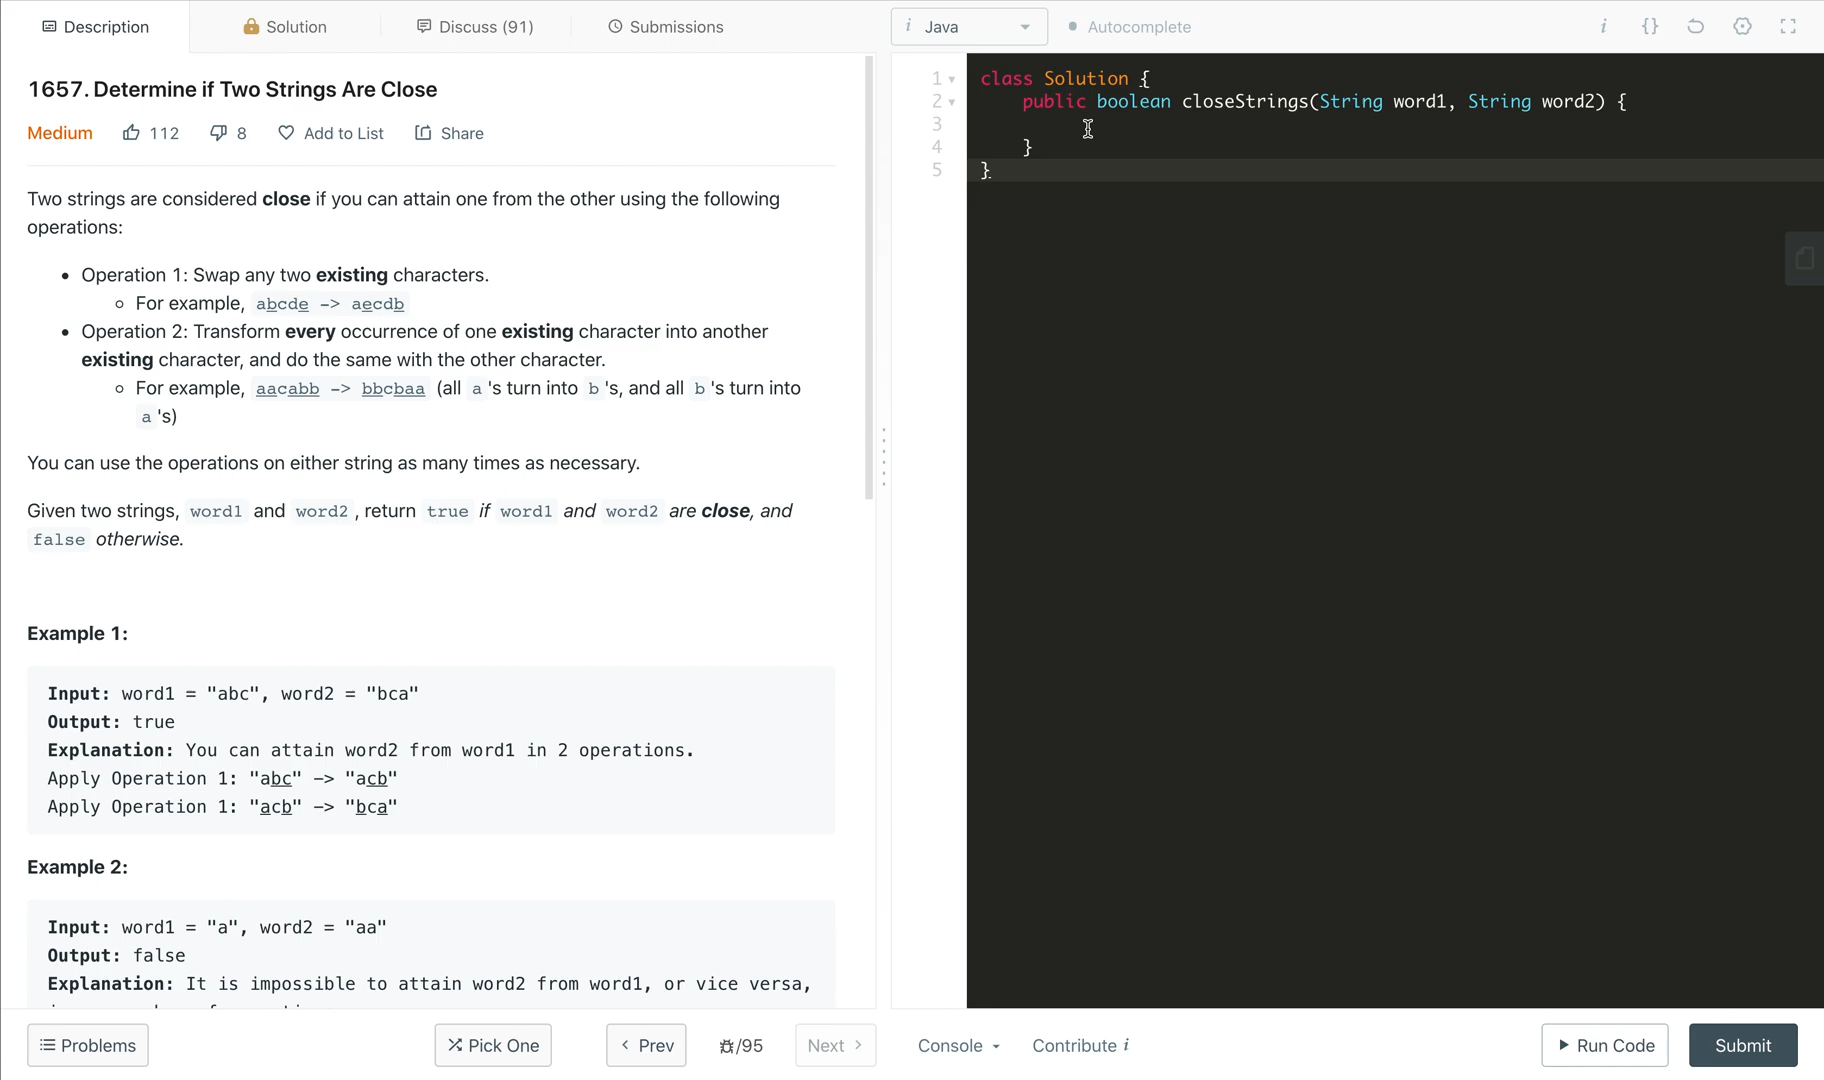 Description
Solution
Discuss (91)
Submissions
i Java
Autocomplete
i {}
1657. Determine if Two Strings Are Close
Medium 112 8 Add to List Share
Two strings are considered close if you can attain one from the other using the following
operations:
• Operation 1: Swap any two existing characters.
For example, abcde -> aecdb
• Operation 2: Transform every occurrence of one existing character into another
existing character, and do the same with the other character.
For example, aacabb -> bbcbaa (all a 's turn into b 's, and all b 's turn into
a 's)
You can use the operations on either string as many times as necessary.
Given two strings, word1 and word2 , return true if word1 and word2 are close, and
false otherwise.
Example 1:
Input: word1 = "abc", word2 = "bca"
Output: true
Explanation: You can attain word2 from word1 in 2 operations.
Apply Operation 1: "abc" -> "acb"
Apply Operation 1: "acb" -> "bca"
Example 2:
Input: word1 = "a", word2 = "aa"
Output: false
Explanation: It is impossible to attain word2 from word1, or vice versa,
1 class Solution {
2 public boolean closeStrings(String word1, String word2) {
3
4 }
5 }
Problems
Pick One
Prev
/95
Next
Console
Contribute i
Run Code
Submit